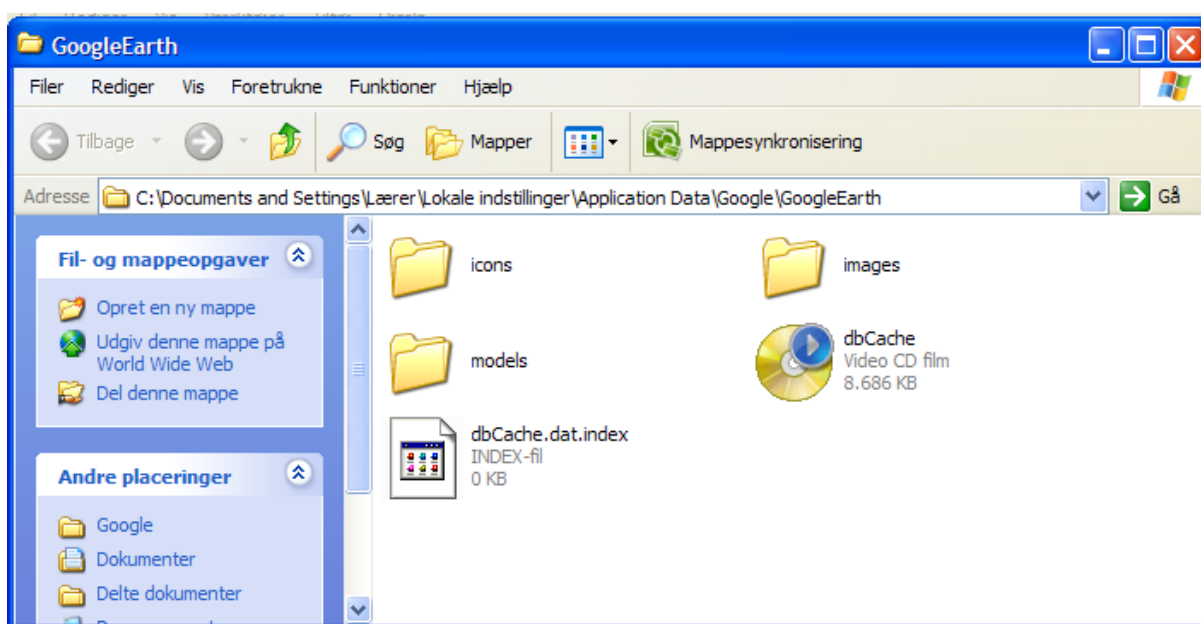 GoogleEarth
Filer Rediger Vis Foretrukne Funktioner Hjælp
Tilbage Søg Mapper Mappesynkronisering
Adresse C:\Documents and Settings\Lærer\Lokale indstillinger\Application Data\Google\GoogleEarth Gå
Fil- og mappeopgaver
Opret en ny mappe
Udgiv denne mappe på
World Wide Web
Del denne mappe
Andre placeringer
Google
Dokumenter
Delte dokumenter
icons
images
models
dbCache
Video CD film
8.686 KB
dbCache.dat.index
INDEX-fil
0 KB